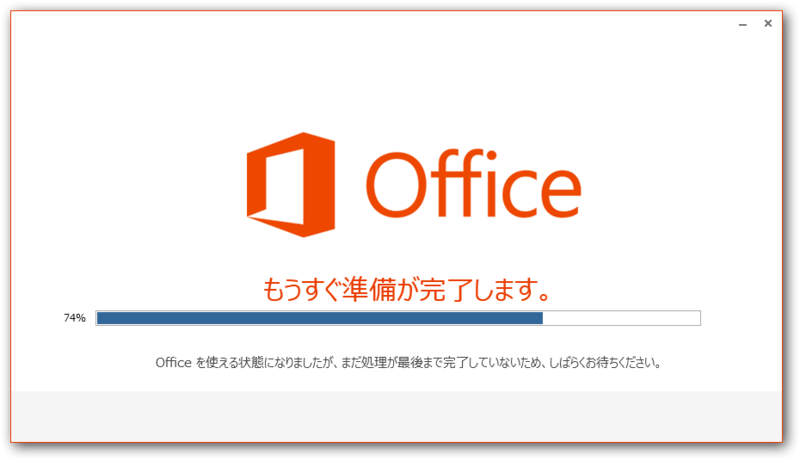 Office
もうすぐ準備が完了します。
74%
Office を使える状態になりましたが、まだ処理が最後まで完了していないため、しばらくお待ちください。